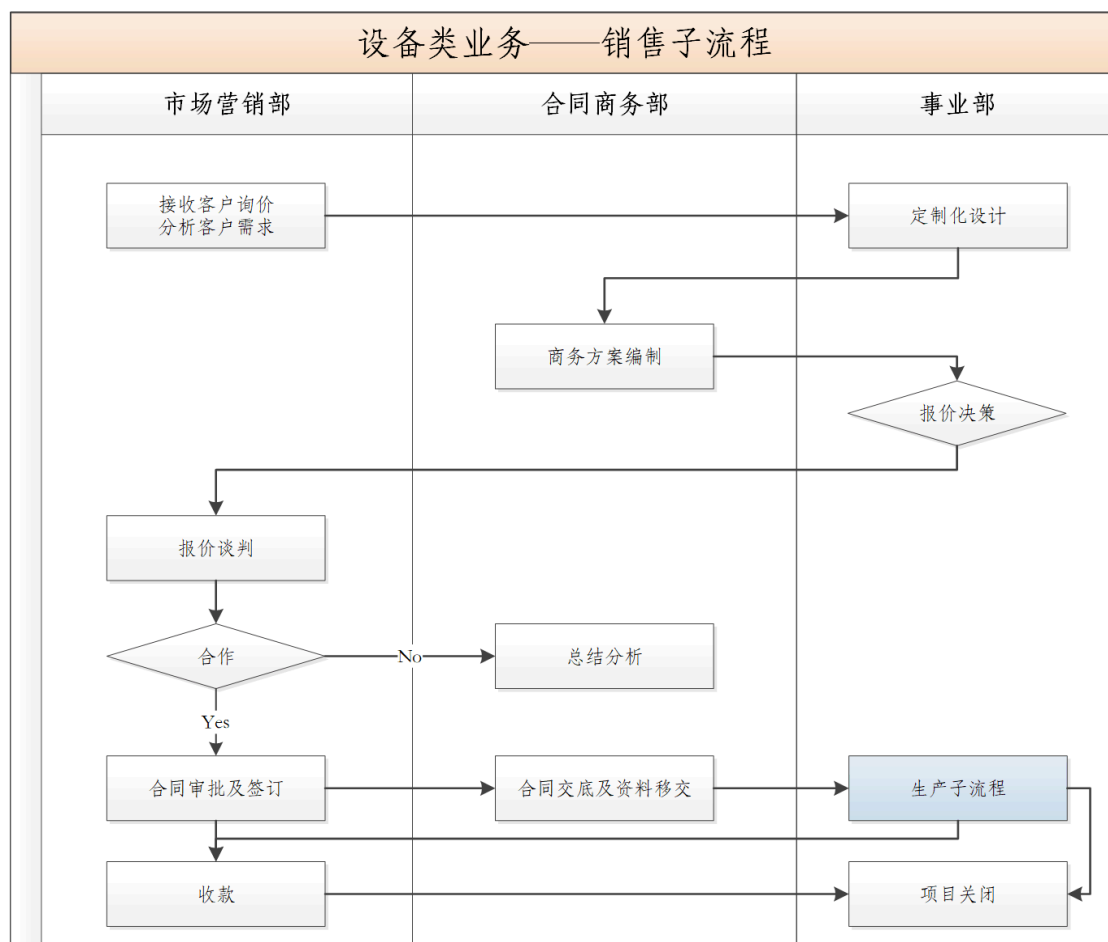 设备类业务——销售子流程
市场营销部
合同商务部
事业部
接收客户询价
分析客户需求
定制化设计
商务方案编制
报价决策
报价谈判
合作
No
总结分析
Yes
合同审批及签订
合同交底及资料移交
生产子流程
收款
项目关闭